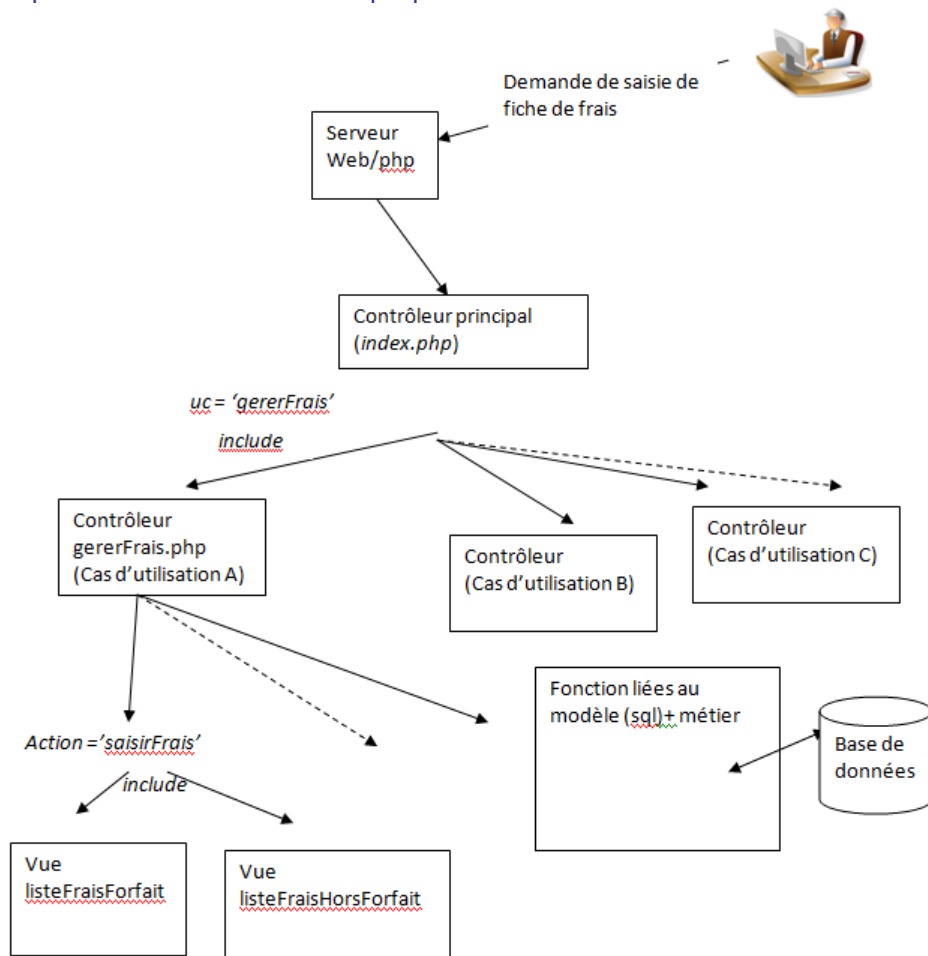 Demande de saisie de
fiche de frais
Serveur
Web/php
Contrôleur principal
(index.php)
uc = ‘gererFrais’
include
Contrôleur
gererFrais.php
(Cas d’utilisation A)
Contrôleur
(Cas d’utilisation B)
Contrôleur
(Cas d’utilisation C)
Fonction liées au
modèle (sql)+ métier
Base de
données
Action =’saisirFrais’
include
Vue
listeFraisForfait
Vue
listeFraisHorsForfait